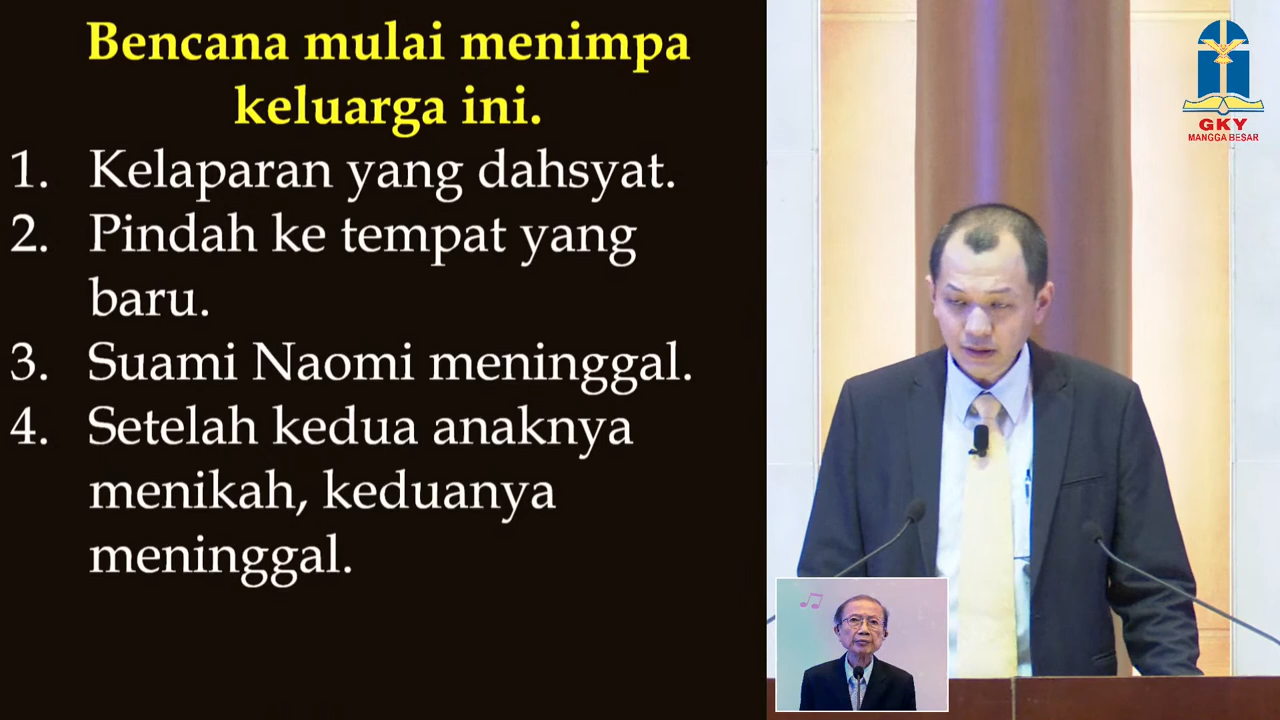 Bencana mulai menimpa
keluarga ini.
1. Kelaparan yang dahsyat.
2. Pindah ke tempat yang
baru.
3. Suami Naomi meninggal.
4. Setelah kedua anaknya
menikah, keduanya
meninggal.
GKY
MANGGA BESAR